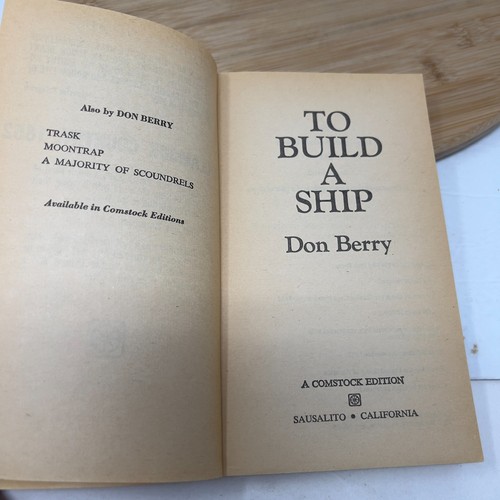 Also by DON BERRY
TRASK
MOONTRAP
A MAJORITY OF SCOUNDRELS
Available in Comstock Editions
TO
BUILD
A
SHIP
Don Berry
A COMSTOCK EDITION
SAUSALITO • CALIFORNIA